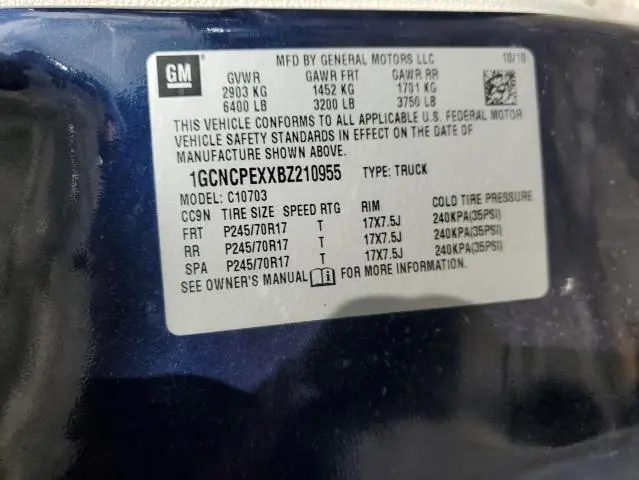 GM
MFD BY GENERAL MOTORS LLC 10/10
GVWR GAWR FRT GAWR RR
2903 KG 1452 KG 1701 KG
6400 LB 3200 LB 3750 LB
THIS VEHICLE CONFORMS TO ALL APPLICABLE U.S. FEDERAL MOTOR
VEHICLE SAFETY STANDARDS IN EFFECT ON THE DATE OF
MANUFACTURE SHOWN ABOVE.
1GCNCPEXXBZ210955 TYPE: TRUCK
MODEL: C10703
CC9N TIRE SIZE SPEED RTG RIM COLD TIRE PRESSURE
FRT P245/70R17 T 17X7.5J 240KPA(35PSI)
RR P245/70R17 T 17X7.5J 240KPA(35PSI)
SPA P245/70R17 T 17X7.5J 240KPA(35PSI)
SEE OWNER'S MANUAL FOR MORE INFORMATION.